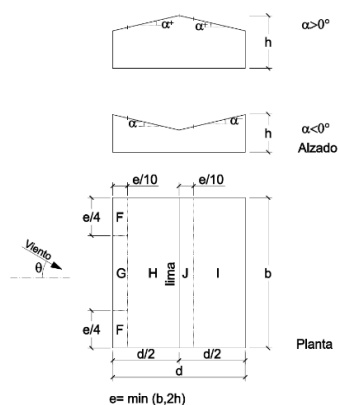 α+
α+
h
α>0°
α-
α-
h
α<0°
Alzado
e/10
e/10
e/4
F
Viento
θ
G
H
lima
J
I
b
e/4
F
Planta
d/2
d/2
d
e= min (b,2h)